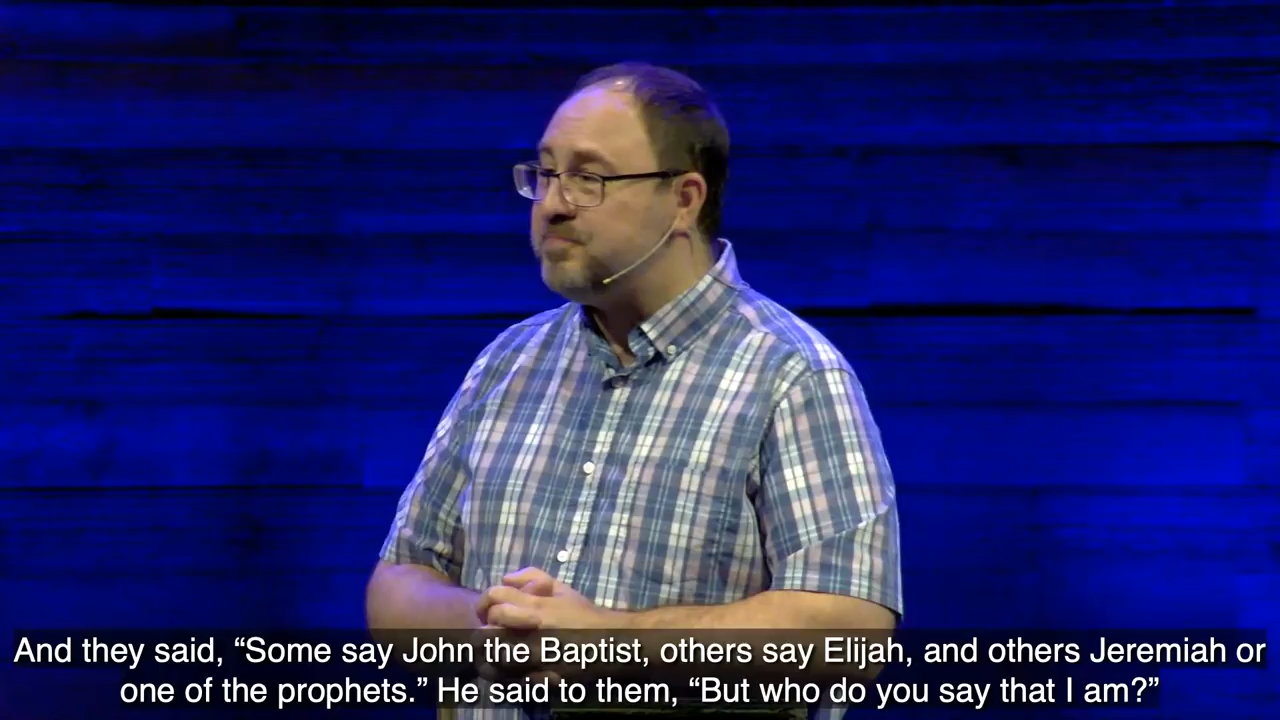 And they said, “Some say John the Baptist, others say Elijah, and others Jeremiah or
one of the prophets.” He said to them, “But who do you say that I am?”